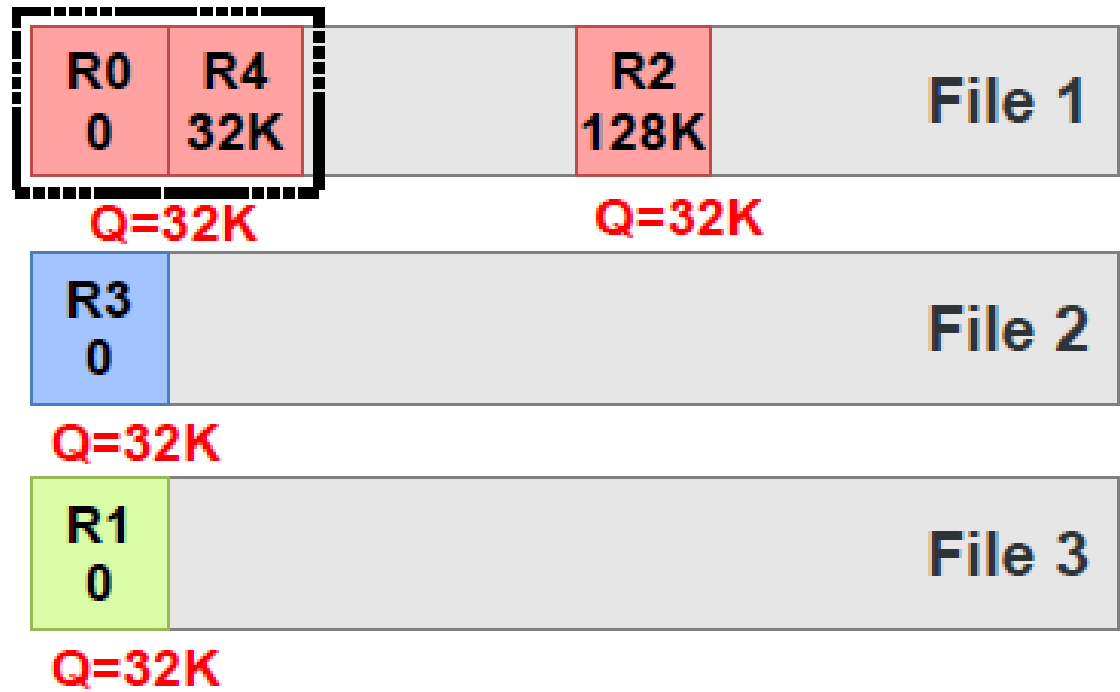 R0 R4 R2
0 32K 128K
File 1
Q=32K Q=32K
R3
0
File 2
Q=32K
R1
0
File 3
Q=32K